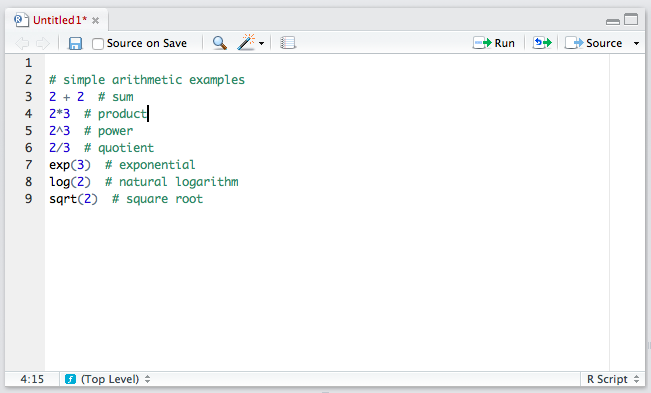 Untitled1* ×
Source on Save Run Source
1
2 # simple arithmetic examples
3 2 + 2  # sum
4 2*3  # product
5 2^3  # power
6 2/3  # quotient
7 exp(3)  # exponential
8 log(2)  # natural logarithm
9 sqrt(2)  # square root
4:15 (Top Level) R Script